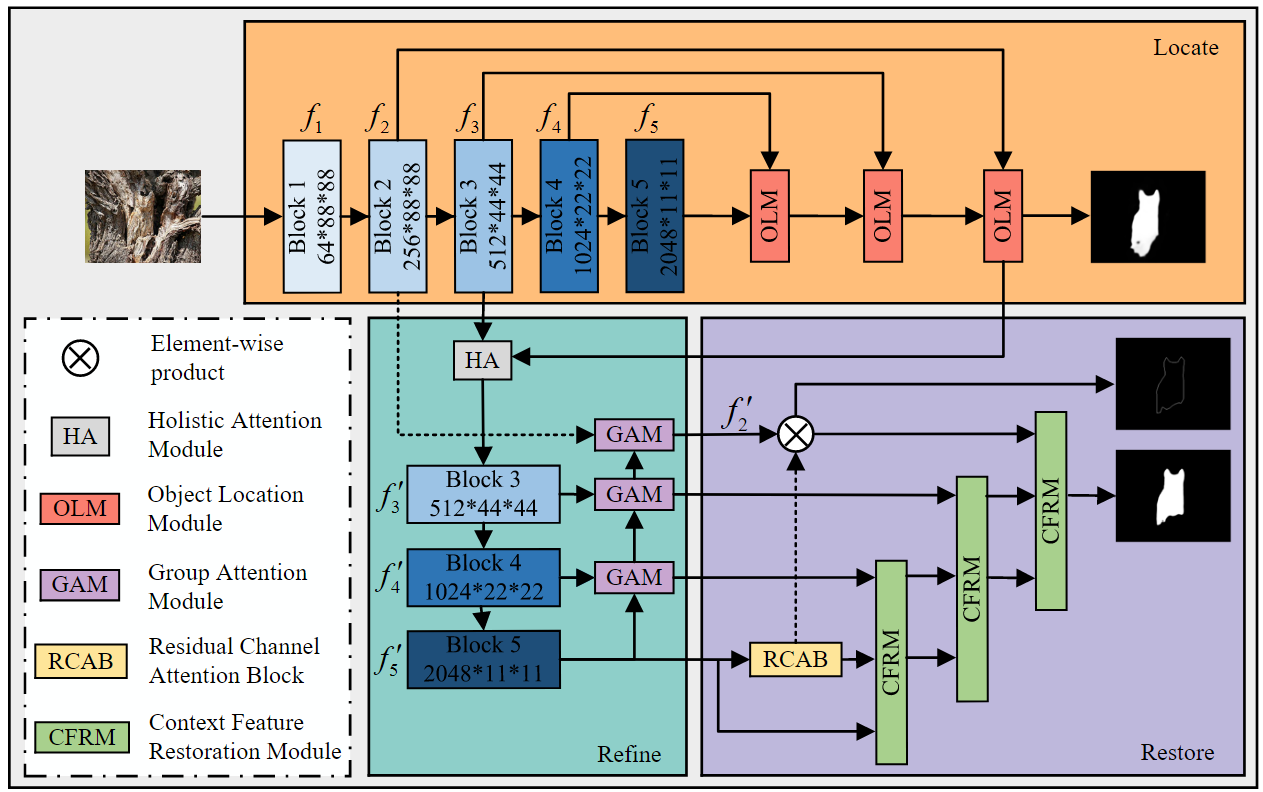 Locate
f1
f2
f3
f4
f5
Block 1
64*88*88
Block 2
256*88*88
Block 3
512*44*44
Block 4
1024*22*22
Block 5
2048*11*11
OLM
OLM
OLM
Element-wise
product
HA
Holistic Attention
Module
OLM
Object Location
Module
GAM
Group Attention
Module
RCAB
Residual Channel
Attention Block
CFRM
Context Feature
Restoration Module
HA
GAM
f3′
Block 3
512*44*44
GAM
f4′
Block 4
1024*22*22
GAM
f5′
Block 5
2048*11*11
Refine
f2′
RCAB
CFRM
CFRM
CFRM
Restore